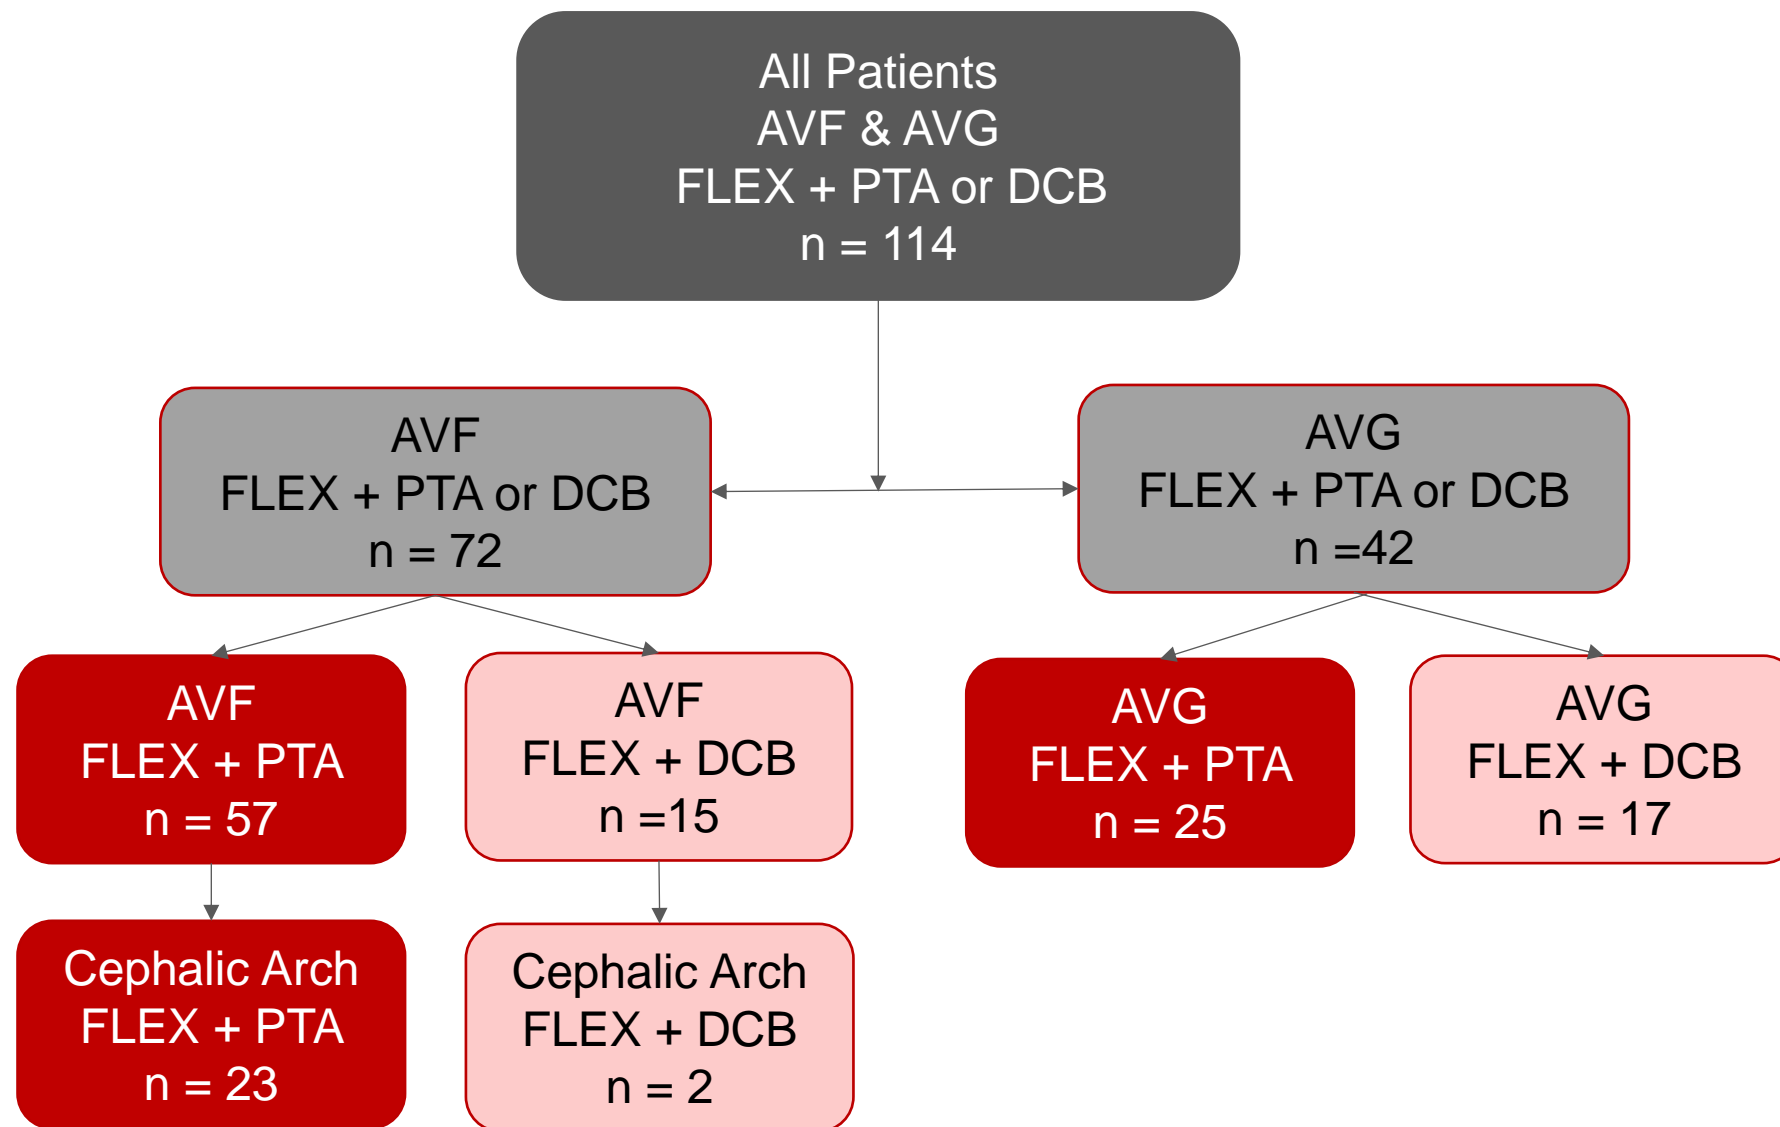 All Patients
AVF & AVG
FLEX + PTA or DCB
n = 114
AVF
FLEX + PTA or DCB
n = 72
AVG
FLEX + PTA or DCB
n =42
AVF
FLEX + PTA
n = 57
AVF
FLEX + DCB
n =15
AVG
FLEX + PTA
n = 25
AVG
FLEX + DCB
n = 17
Cephalic Arch
FLEX + PTA
n = 23
Cephalic Arch
FLEX + DCB
n = 2